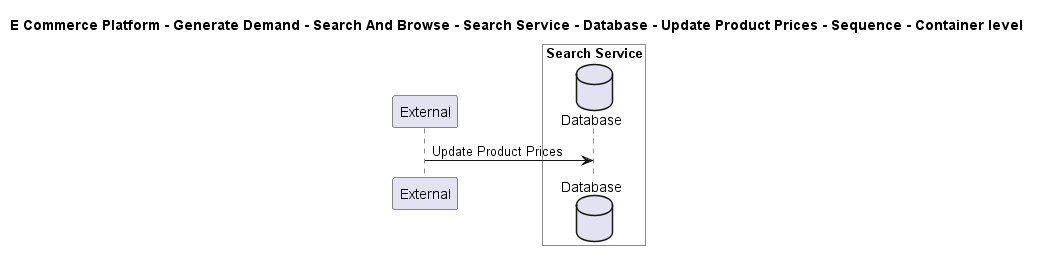 E Commerce Platform - Generate Demand - Search And Browse - Search Service - Database - Update Product Prices - Sequence - Container level
Search Service
External
Database
Update Product Prices
External
Database